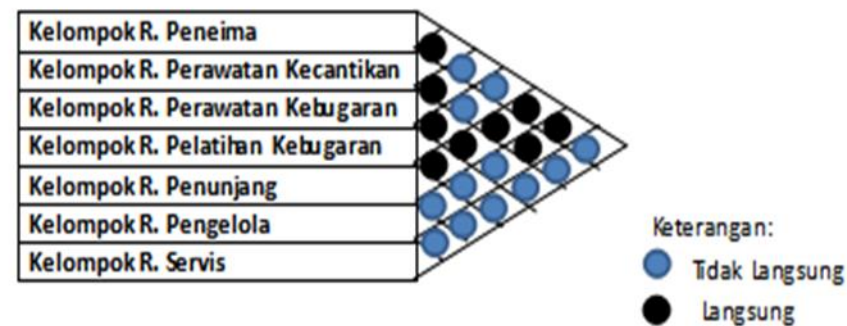 Kelompok R. Peneima
Kelompok R. Perawatan Kecantikan
Kelompok R. Perawatan Kebugaran
Kelompok R. Pelatihan Kebugaran
Kelompok R. Penunjang
Kelompok R. Pengelola
Kelompok R. Servis
Keterangan:
Tidak Langsung
Langsung